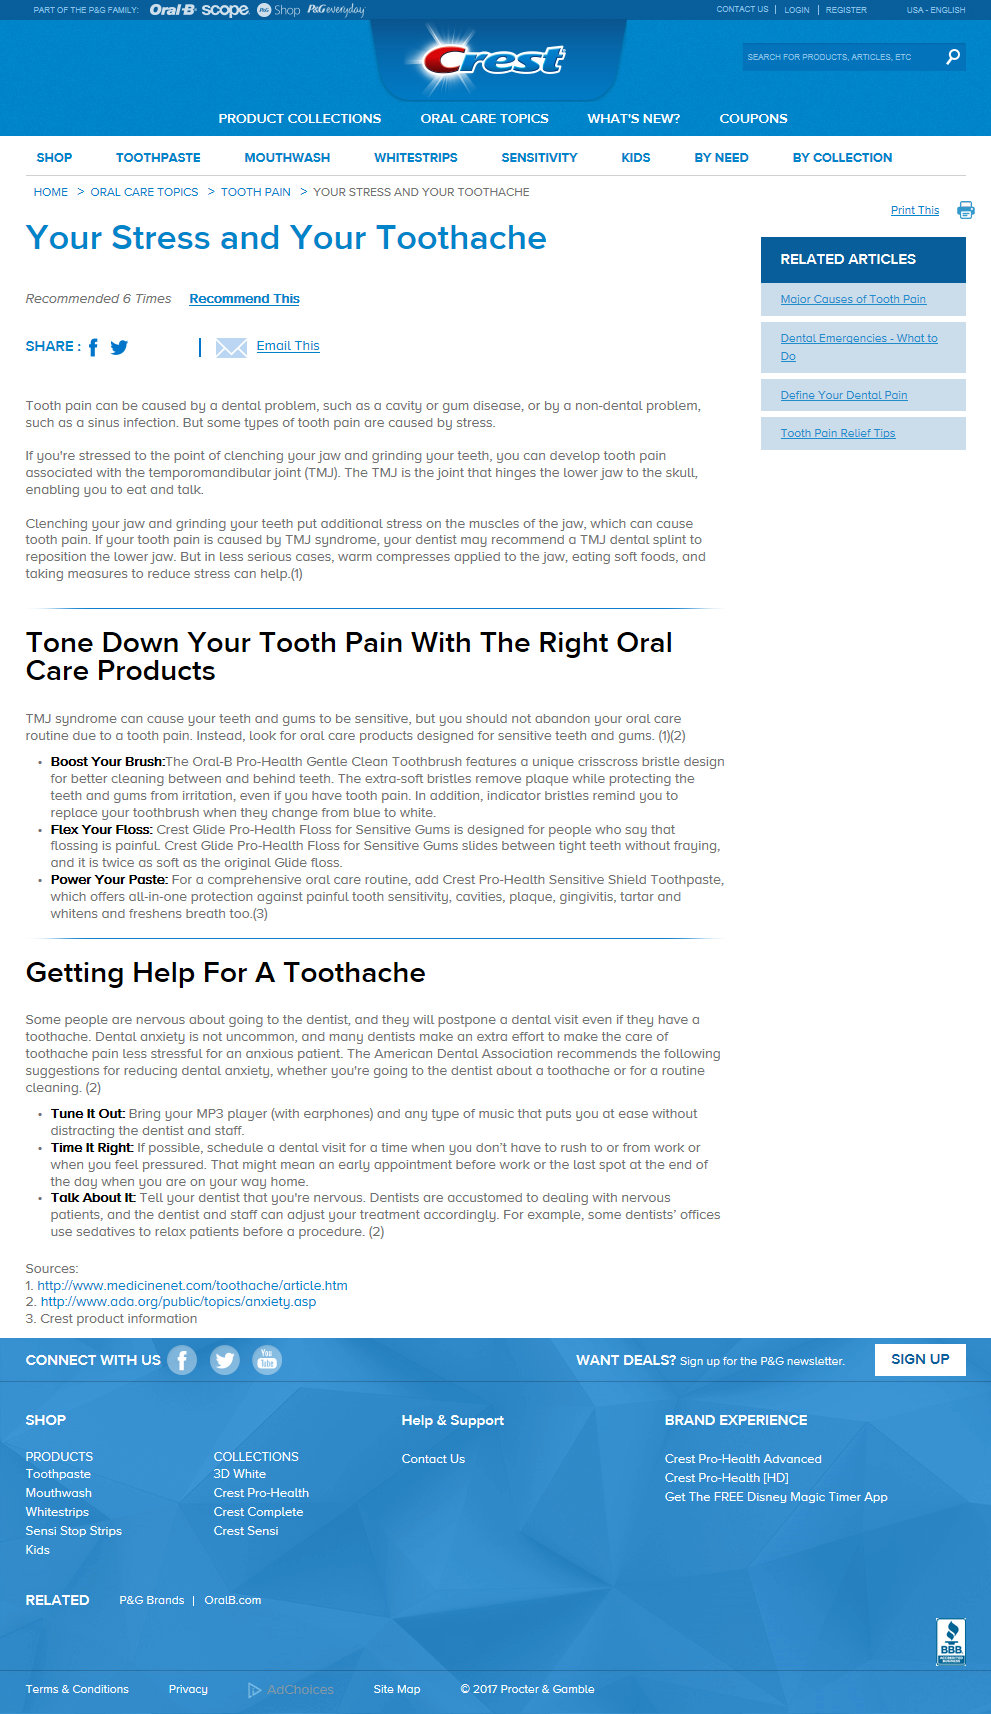 PART OF THE P&G FAMILY: Oral-B scope. P&G Shop P&G everyday
CONTACT US | LOGIN | REGISTER USA - ENGLISH
Crest
SEARCH FOR PRODUCTS, ARTICLES, ETC
PRODUCT COLLECTIONS ORAL CARE TOPICS WHAT'S NEW? COUPONS
SHOP TOOTHPASTE MOUTHWASH WHITESTRIPS SENSITIVITY KIDS BY NEED BY COLLECTION
HOME > ORAL CARE TOPICS > TOOTH PAIN > YOUR STRESS AND YOUR TOOTHACHE
Print This
Your Stress and Your Toothache
Recommended 6 Times Recommend This
SHARE : | Email This
Tooth pain can be caused by a dental problem, such as a cavity or gum disease, or by a non-dental problem,
such as a sinus infection. But some types of tooth pain are caused by stress.
If you're stressed to the point of clenching your jaw and grinding your teeth, you can develop tooth pain
associated with the temporomandibular joint (TMJ). The TMJ is the joint that hinges the lower jaw to the skull,
enabling you to eat and talk.
Clenching your jaw and grinding your teeth put additional stress on the muscles of the jaw, which can cause
tooth pain. If your tooth pain is caused by TMJ syndrome, your dentist may recommend a TMJ dental splint to
reposition the lower jaw. But in less serious cases, warm compresses applied to the jaw, eating soft foods, and
taking measures to reduce stress can help.(1)
RELATED ARTICLES
Major Causes of Tooth Pain
Dental Emergencies - What to
Do
Define Your Dental Pain
Tooth Pain Relief Tips
Tone Down Your Tooth Pain With The Right Oral
Care Products
TMJ syndrome can cause your teeth and gums to be sensitive, but you should not abandon your oral care
routine due to a tooth pain. Instead, look for oral care products designed for sensitive teeth and gums. (1)(2)
• Boost Your Brush:The Oral-B Pro-Health Gentle Clean Toothbrush features a unique crisscross bristle design
for better cleaning between and behind teeth. The extra-soft bristles remove plaque while protecting the
teeth and gums from irritation, even if you have tooth pain. In addition, indicator bristles remind you to
replace your toothbrush when they change from blue to white.
• Flex Your Floss: Crest Glide Pro-Health Floss for Sensitive Gums is designed for people who say that
flossing is painful. Crest Glide Pro-Health Floss for Sensitive Gums slides between tight teeth without fraying,
and it is twice as soft as the original Glide floss.
• Power Your Paste: For a comprehensive oral care routine, add Crest Pro-Health Sensitive Shield Toothpaste,
which offers all-in-one protection against painful tooth sensitivity, cavities, plaque, gingivitis, tartar and
whitens and freshens breath too.(3)
Getting Help For A Toothache
Some people are nervous about going to the dentist, and they will postpone a dental visit even if they have a
toothache. Dental anxiety is not uncommon, and many dentists make an extra effort to make the care of
toothache pain less stressful for an anxious patient. The American Dental Association recommends the following
suggestions for reducing dental anxiety, whether you're going to the dentist about a toothache or for a routine
cleaning. (2)
• Tune It Out: Bring your MP3 player (with earphones) and any type of music that puts you at ease without
distracting the dentist and staff.
• Time It Right: If possible, schedule a dental visit for a time when you don't have to rush to or from work or
when you feel pressured. That might mean an early appointment before work or the last spot at the end of
the day when you are on your way home.
• Talk About It: Tell your dentist that you're nervous. Dentists are accustomed to dealing with nervous
patients, and the dentist and staff can adjust your treatment accordingly. For example, some dentists' offices
use sedatives to relax patients before a procedure. (2)
Sources:
1. http://www.medicinenet.com/toothache/article.htm
2. http://www.ada.org/public/topics/anxiety.asp
3. Crest product information
CONNECT WITH US You Tube WANT DEALS? Sign up for the P&G newsletter. SIGN UP
SHOP
PRODUCTS
Toothpaste
Mouthwash
Whitestrips
Sensi Stop Strips
Kids
COLLECTIONS
3D White
Crest Pro-Health
Crest Complete
Crest Sensi
Help & Support
Contact Us
BRAND EXPERIENCE
Crest Pro-Health Advanced
Crest Pro-Health [HD]
Get The FREE Disney Magic Timer App
RELATED P&G Brands | OralB.com
BBB
ACCREDITED
BUSINESS
Terms & Conditions Privacy AdChoices Site Map © 2017 Procter & Gamble